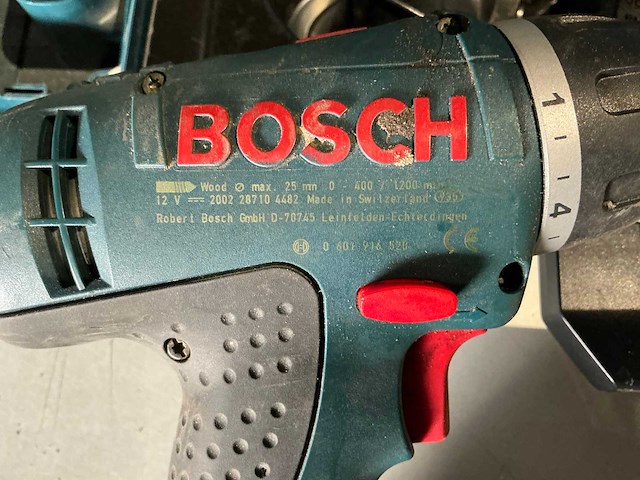 BOSCH
Wood ⌀ max. 25 mm 0 - 400 / 1200 min
12 V ⎓ 2002 28710 4482 Made in Switzerland 935
Robert Bosch GmbH D-70745 Leinfelden-Echterdingen
0 601 916 520 CE
1
4